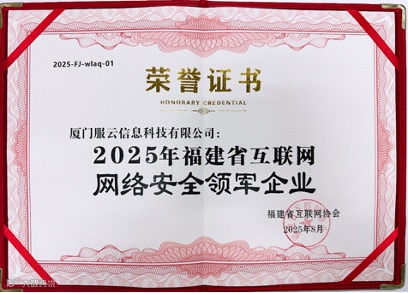 2025-FJ-wlaq-01
荣誉证书
HONORARY CREDENTIAL
厦门服云信息科技有限公司：
2025年福建省互联网
网络安全领军企业
福建省互联网协会
2025年8月